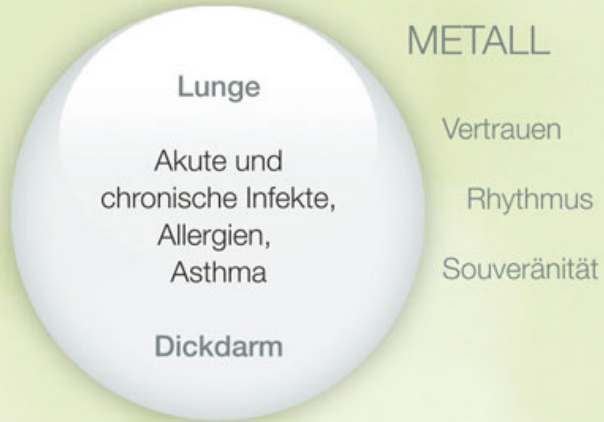 METALL
Lunge
Akute und
chronische Infekte,
Allergien,
Asthma
Dickdarm
Vertrauen
Rhythmus
Souveränität